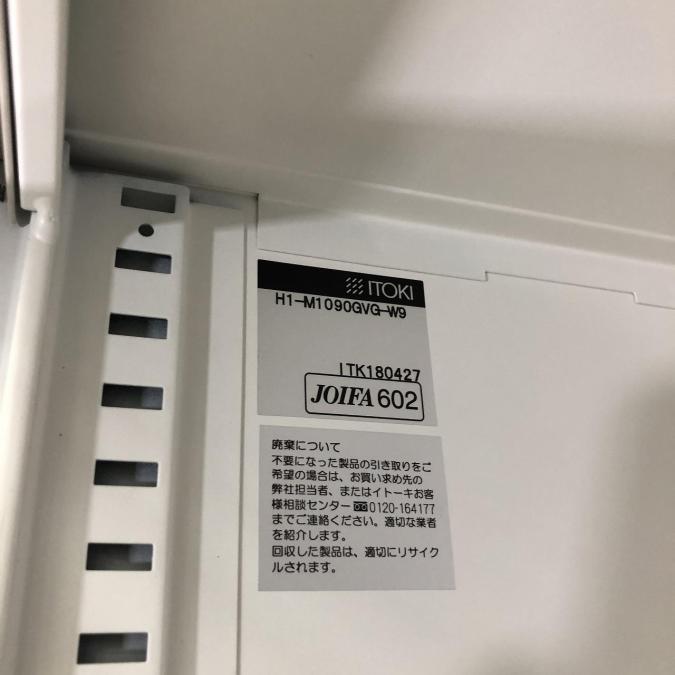 ITOKI
H1-M1090GVG-W9
ITK180427
JOIFA 602
廃棄について
不要になった製品の引き取りをご
希望の場合は、お買い求め先の
弊社担当者、またはイトーキお客
様相談センター 0120-164177
までご連絡ください。適切な業者
を紹介します。
回収した製品は、適切にリサイク
ルされます。